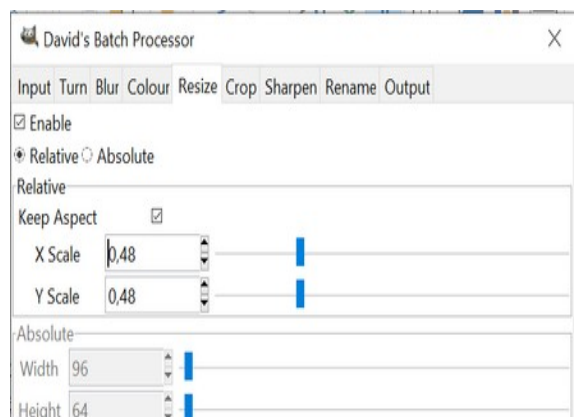 David's Batch Processor
Input Turn Blur Colour Resize Crop Sharpen Rename Output
Enable
Relative Absolute
Relative
Keep Aspect
X Scale 0,48
Y Scale 0,48
Absolute
Width 96
Height 64